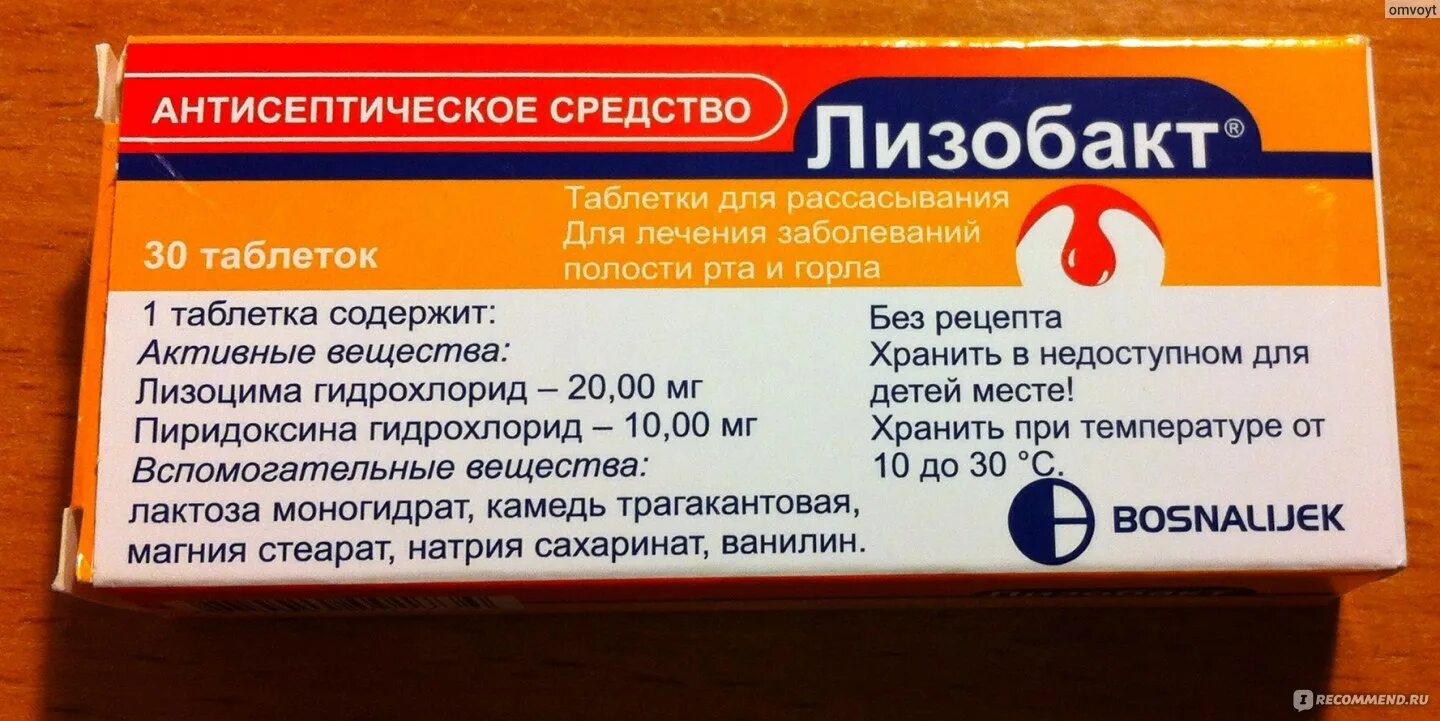 omvoyt
АНТИСЕПТИЧЕСКОЕ СРЕДСТВО
Лизобакт®
Таблетки для рассасывания
Для лечения заболеваний
полости рта и горла
30 таблеток
1 таблетка содержит:
Активные вещества:
Лизоцима гидрохлорид – 20,00 мг
Пиридоксина гидрохлорид – 10,00 мг
Вспомогательные вещества:
лактоза моногидрат, камедь трагакантовая,
магния стеарат, натрия сахаринат, ванилин.
Без рецепта
Хранить в недоступном для
детей месте!
Хранить при температуре от
10 до 30 °С.
BOSNALIJEK
Лизобакт
I RECOMMEND.RU